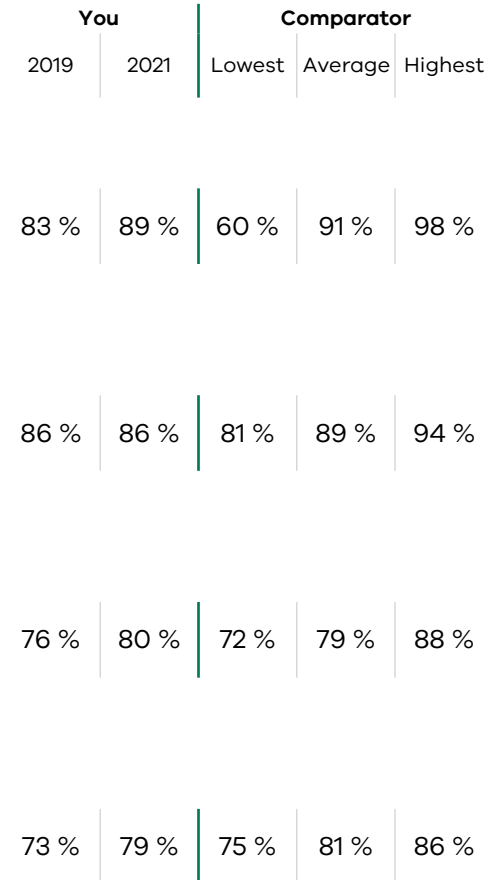 You Comparator
2019 2021 Lowest Average Highest
83 % 89 % 60 % 91 % 98 %
86 % 86 % 81 % 89 % 94 %
76 % 80 % 72 % 79 % 88 %
73 % 79 % 75 % 81 % 86 %